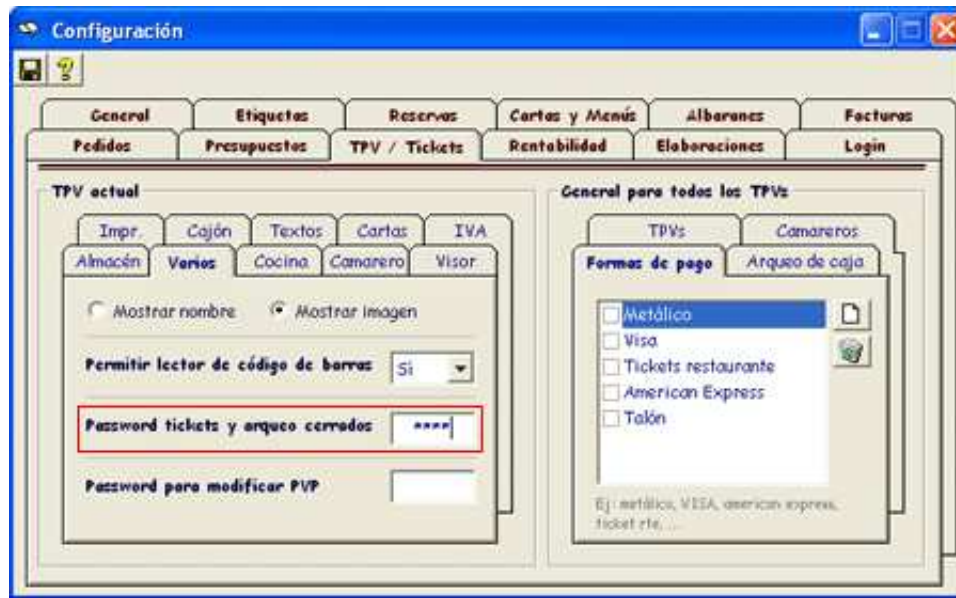 Configuración
General Etiquetas Reservas Cartas y Menús Albaranes Facturas
Pedidos Presupuestos TPV / Tickets Rentabilidad Elaboraciones Login
TPV actual
Impr. Cajón Textos Cartas IVA
Almacén Varios Cocina Camarero Visor
Mostrar nombre Mostrar imagen
Permitir lector de código de barras Si
Password tickets y arqueo cerrados ****
Password para modificar PVP
General para todos los TPVs
TPVs Camareros
Formas de pago Arqueo de caja
Metálico
Visa
Tickets restaurante
American Express
Talón
Ej: metálico, VISA, american express,
ticket rte, ...